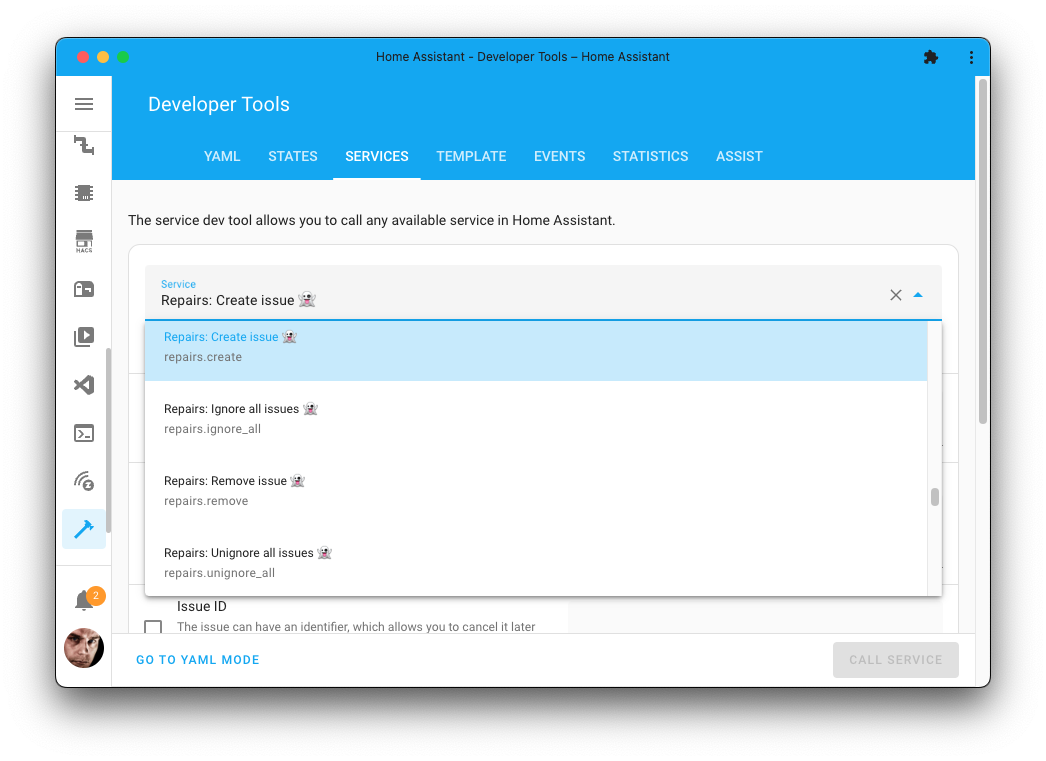 Home Assistant - Developer Tools – Home Assistant
Developer Tools
YAML STATES SERVICES TEMPLATE EVENTS STATISTICS ASSIST
HACS
The service dev tool allows you to call any available service in Home Assistant.
Service
Repairs: Create issue 👻
Repairs: Create issue 👻
repairs.create
Repairs: Ignore all issues 👻
repairs.ignore_all
Repairs: Remove issue 👻
repairs.remove
Repairs: Unignore all issues 👻
repairs.unignore_all
2
Issue ID
The issue can have an identifier, which allows you to cancel it later
GO TO YAML MODE
CALL SERVICE